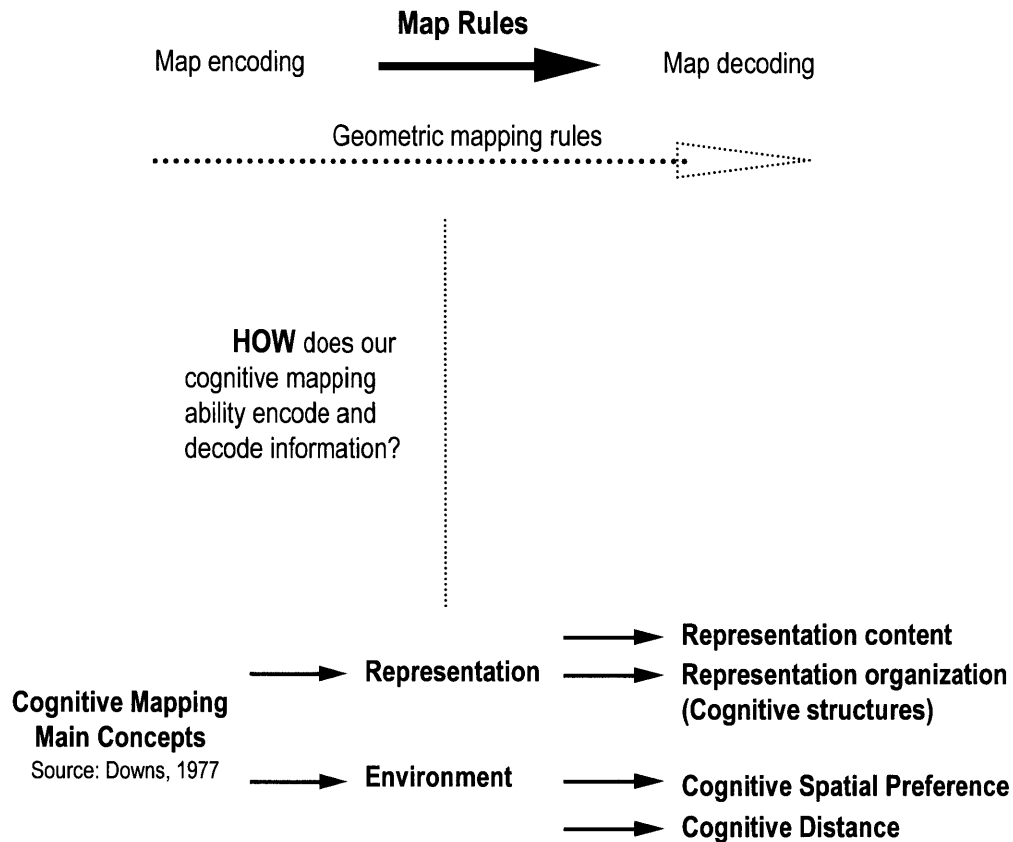 Map Rules
Map encoding
Map decoding
Geometric mapping rules
HOW does our
cognitive mapping
ability encode and
decode information?
Cognitive Mapping
Main Concepts
Source: Downs, 1977
Representation
Representation content
Representation organization
(Cognitive structures)
Environment
Cognitive Spatial Preference
Cognitive Distance